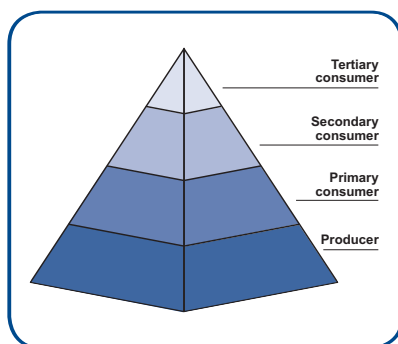 Tertiary
consumer
Secondary
consumer
Primary
consumer
Producer